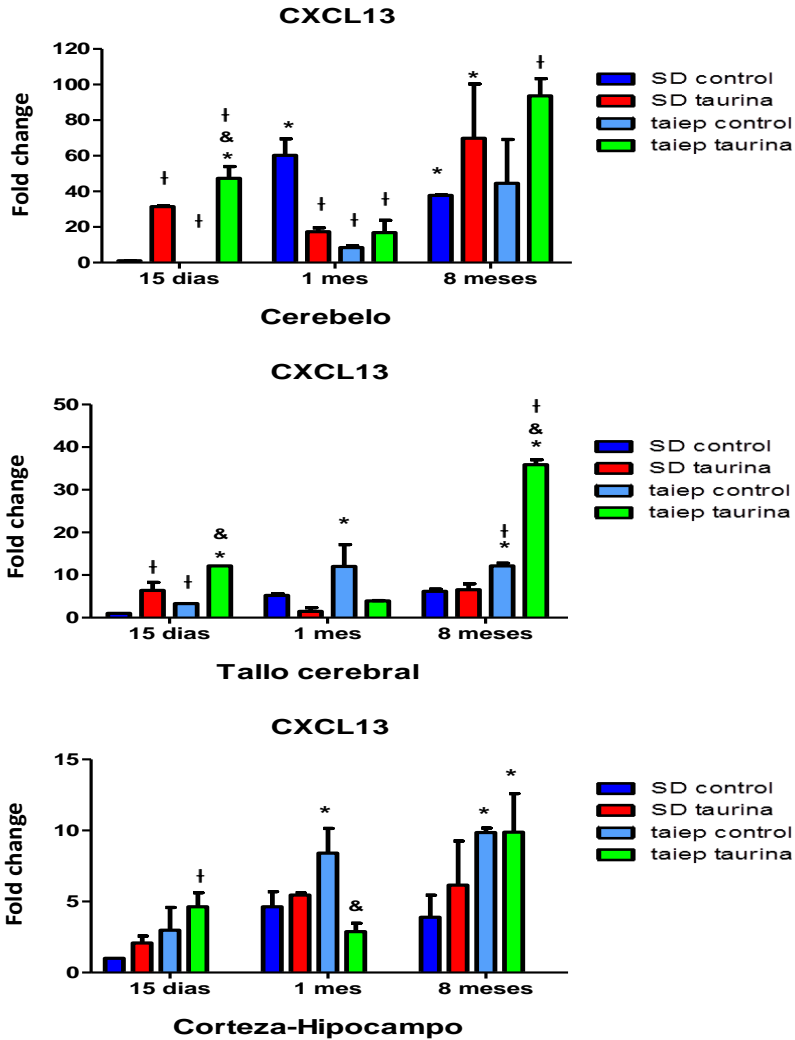 CXCL13
120
100
80
60
40
20
0
Fold change
ƚ
ƚ
ƚ
&
*
*
ƚ
ƚ
ƚ
*
*
ƚ
15 dias 1 mes 8 meses
Cerebelo
SD control
SD taurina
taiep control
taiep taurina
CXCL13
50
40
30
20
10
0
Fold change
ƚ
ƚ
&
*
*
ƚ
*
ƚ
&
*
15 dias 1 mes 8 meses
Tallo cerebral
SD control
SD taurina
taiep control
taiep taurina
CXCL13
15
10
5
0
Fold change
ƚ
*
&
*
*
15 dias 1 mes 8 meses
Corteza-Hipocampo
SD control
SD taurina
taiep control
taiep taurina